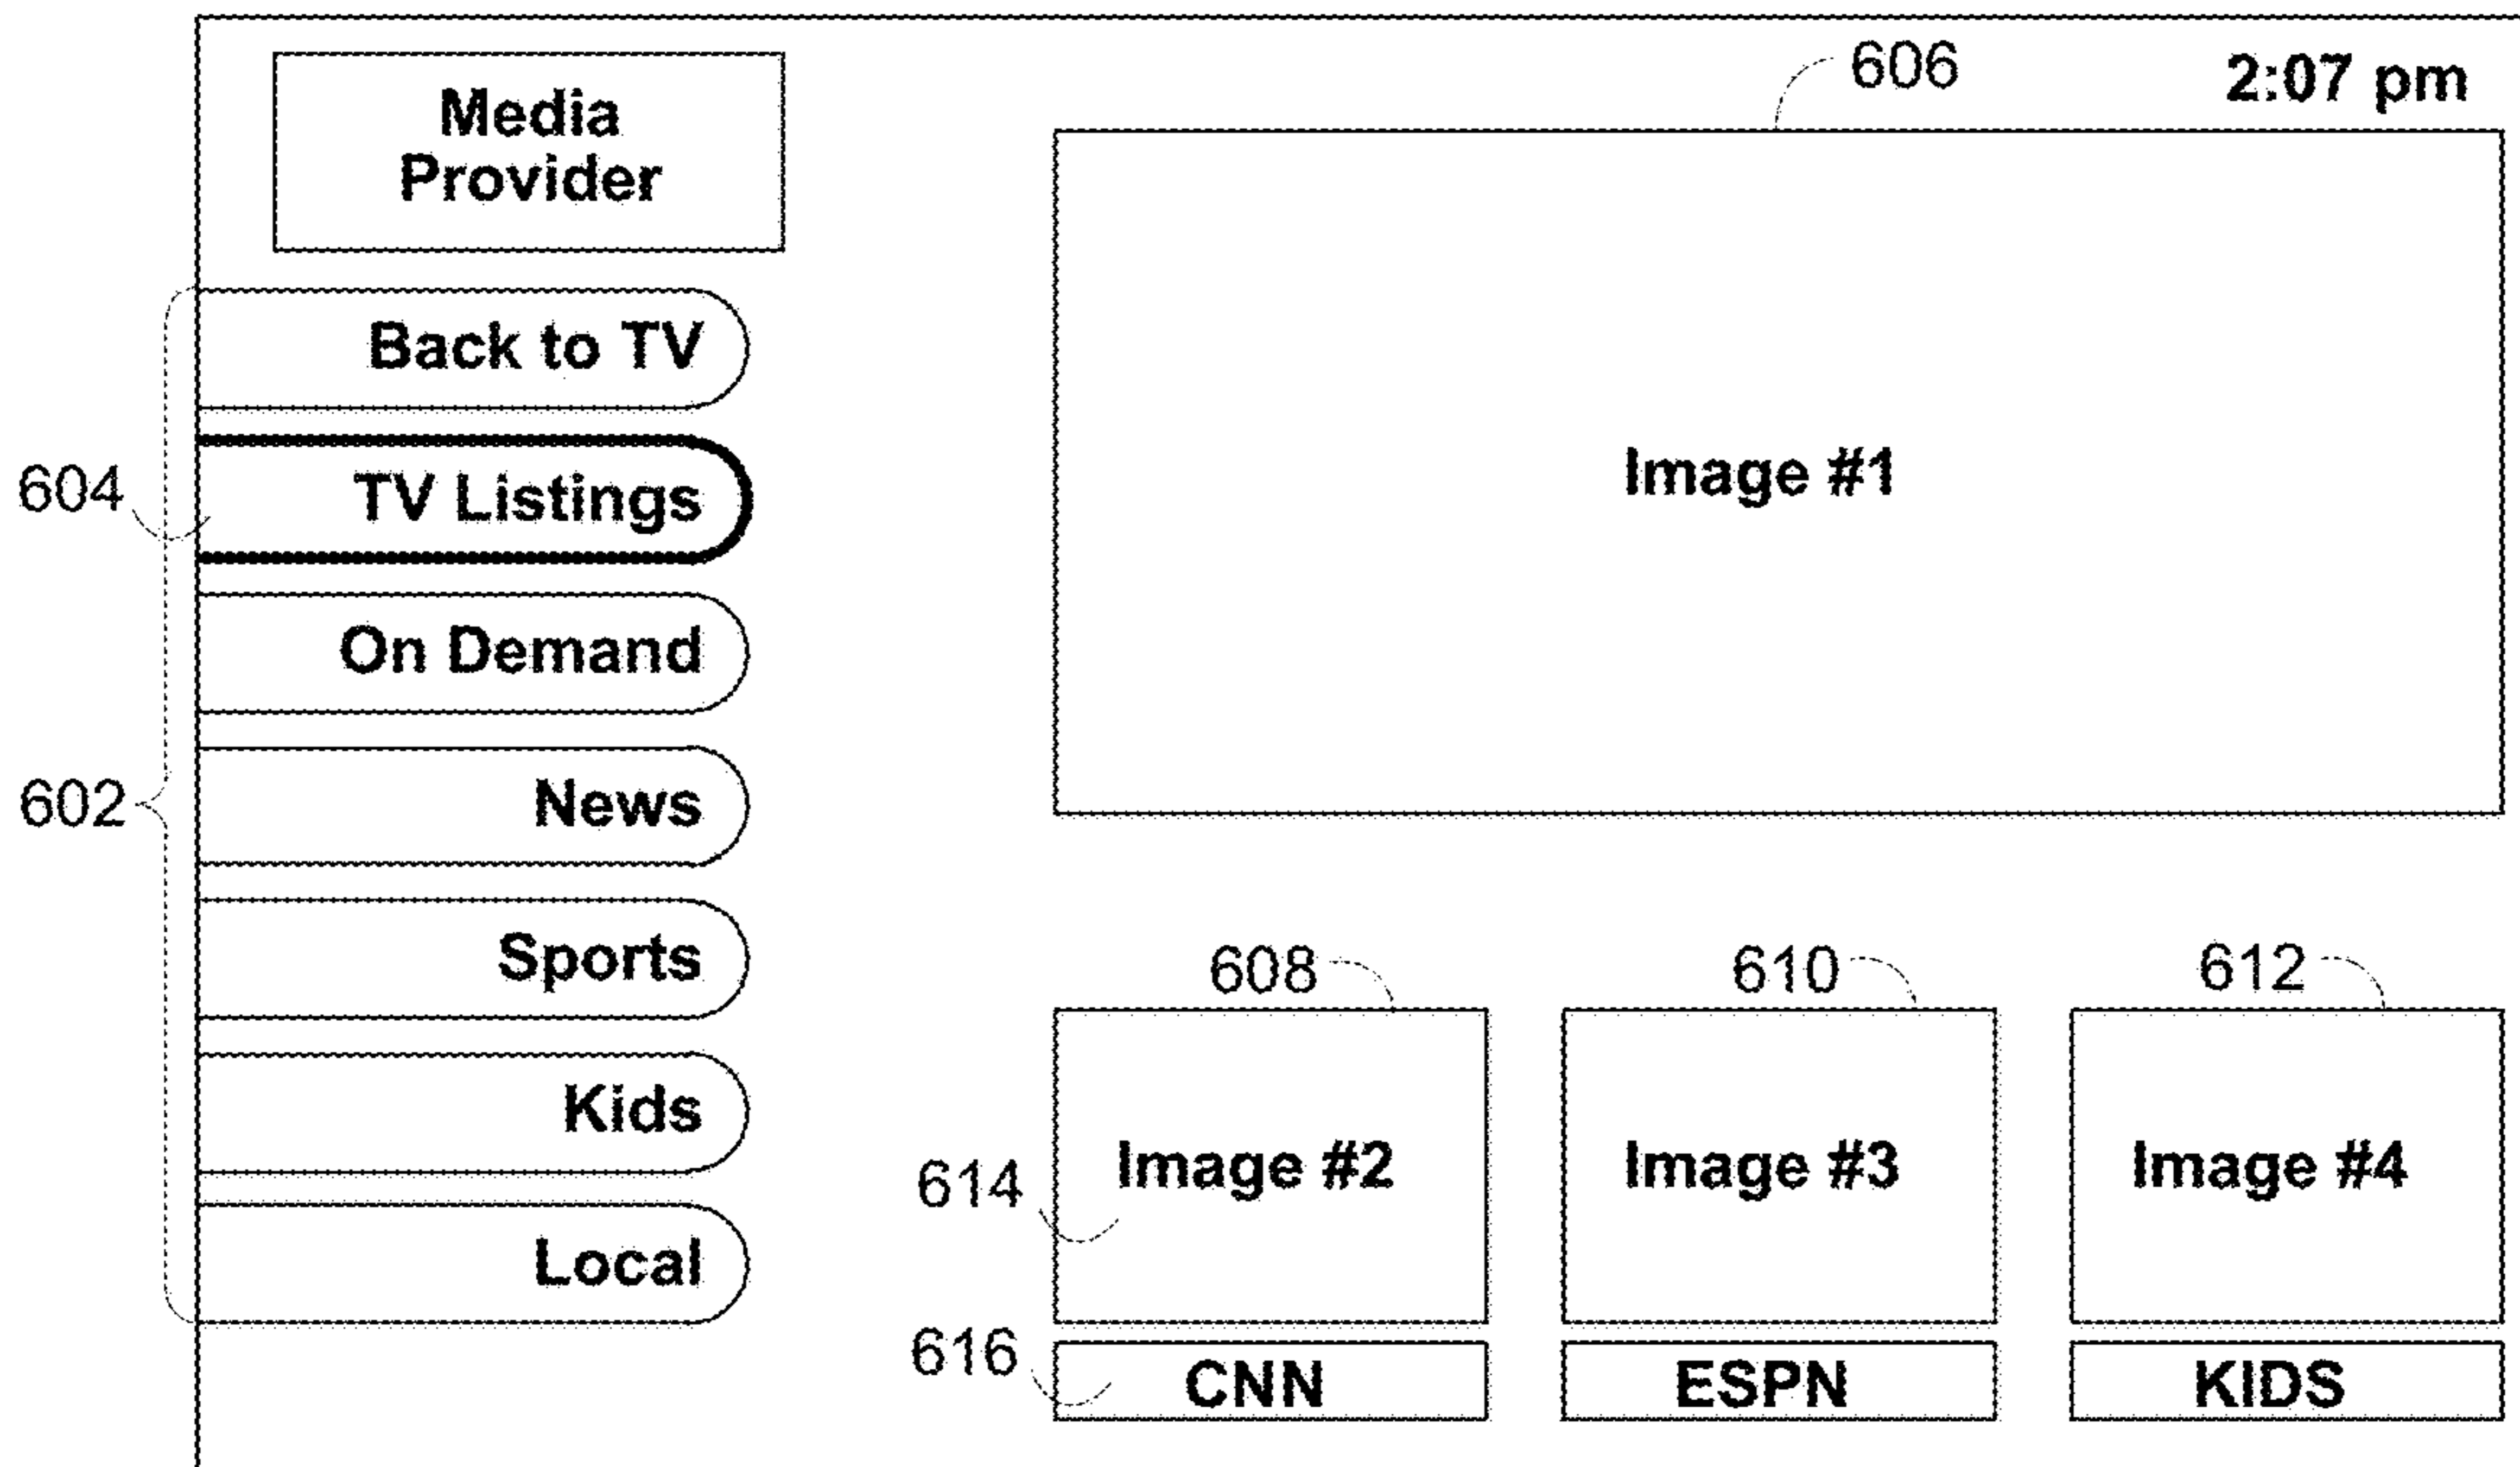 Media
Provider
606
2:07 pm
Back to TV
604
TV Listings
On Demand
602
News
Sports
Kids
Local
Image #1
608
610
612
614
Image #2
Image #3
Image #4
616
CNN
ESPN
KIDS